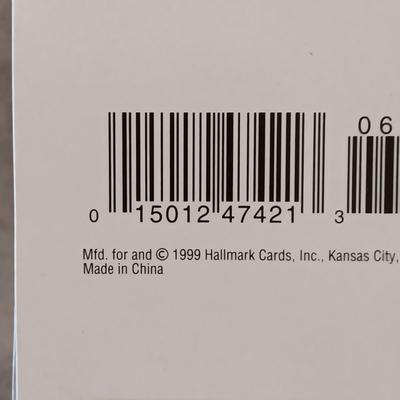 06
0 15012 47421 3
Mfd. for and © 1999 Hallmark Cards, Inc., Kansas City,
Made in China